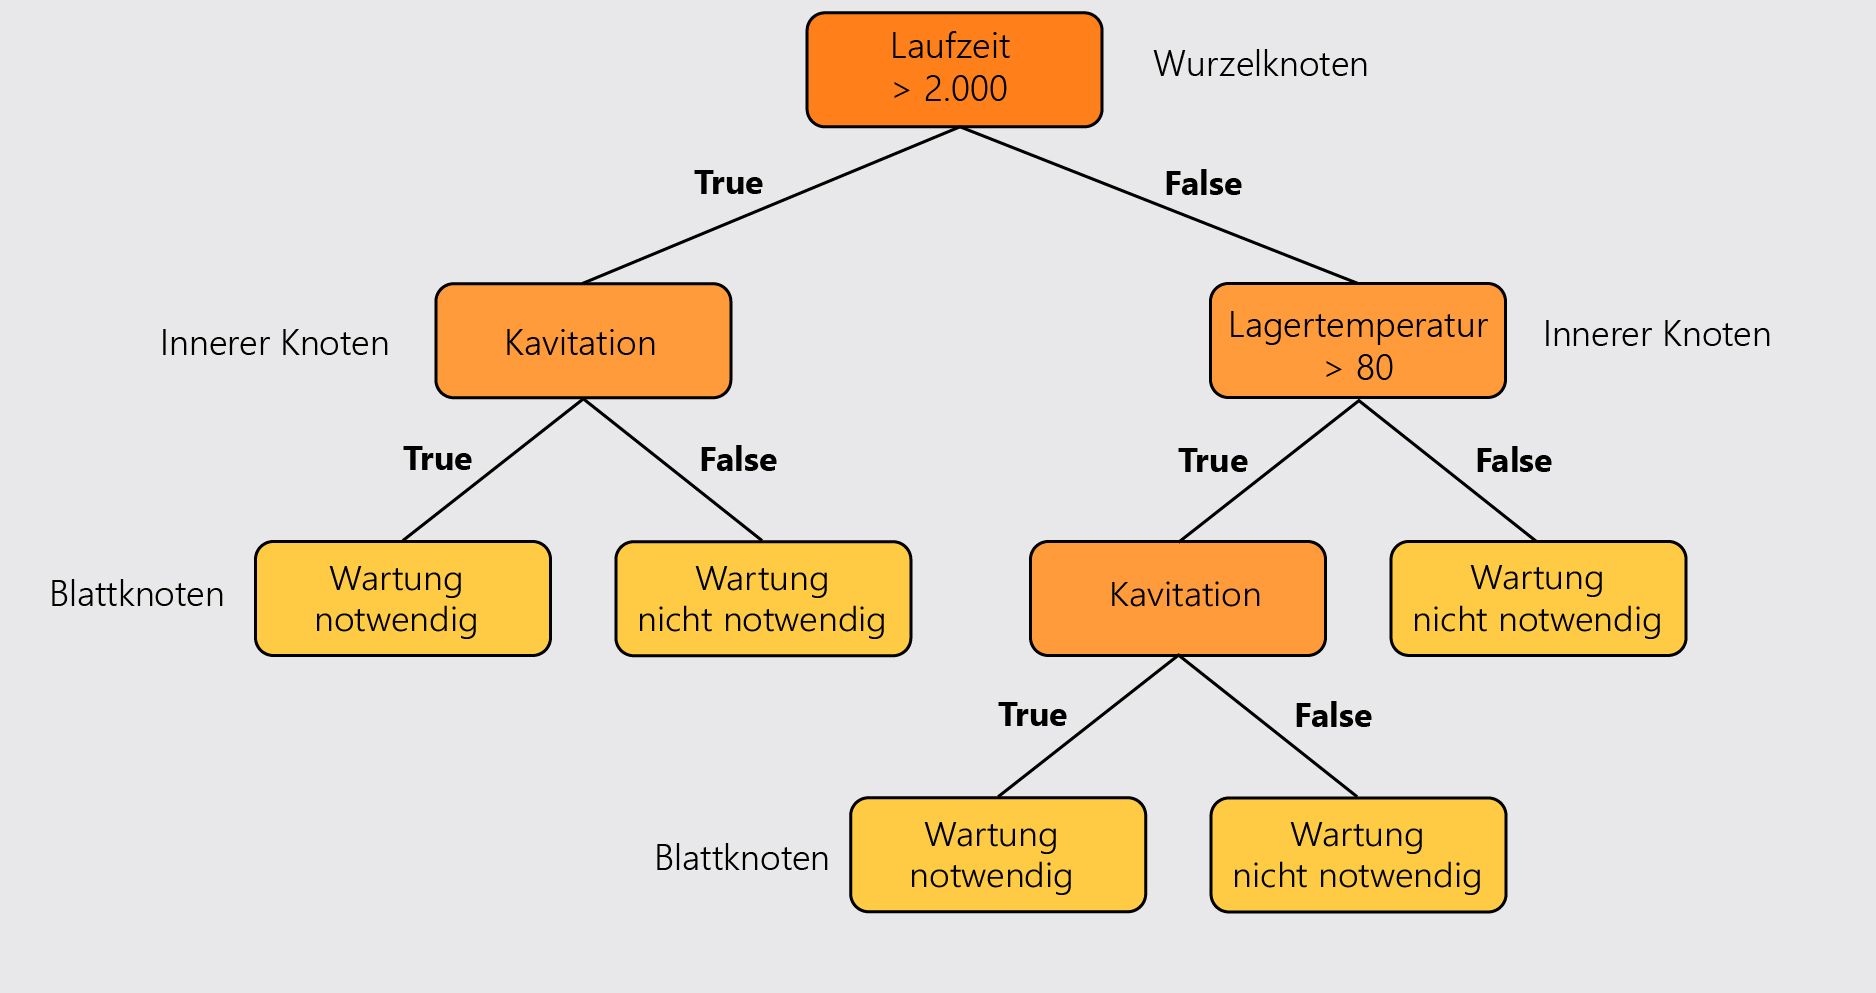 Laufzeit
> 2.000
Wurzelknoten
True
False
Innerer Knoten
Kavitation
Lagertemperatur
> 80
Innerer Knoten
True
False
True
False
Blattknoten
Wartung
notwendig
Wartung
nicht notwendig
Kavitation
Wartung
nicht notwendig
True
False
Blattknoten
Wartung
notwendig
Wartung
nicht notwendig